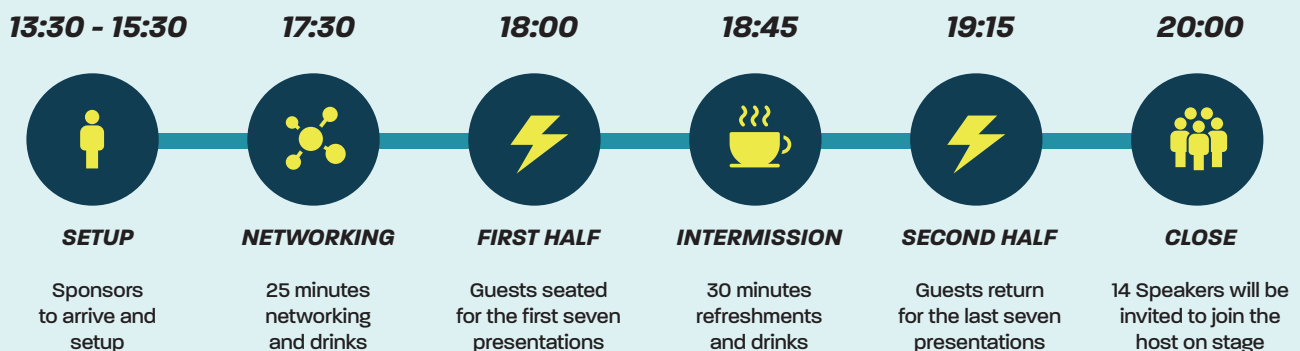 13:30 - 15:30
17:30
18:00
18:45
19:15
20:00
SETUP
NETWORKING
FIRST HALF
INTERMISSION
SECOND HALF
CLOSE
Sponsors
to arrive and
setup
25 minutes
networking
and drinks
Guests seated
for the first seven
presentations
30 minutes
refreshments
and drinks
Guests return
for the last seven
presentations
14 Speakers will be
invited to join the
host on stage